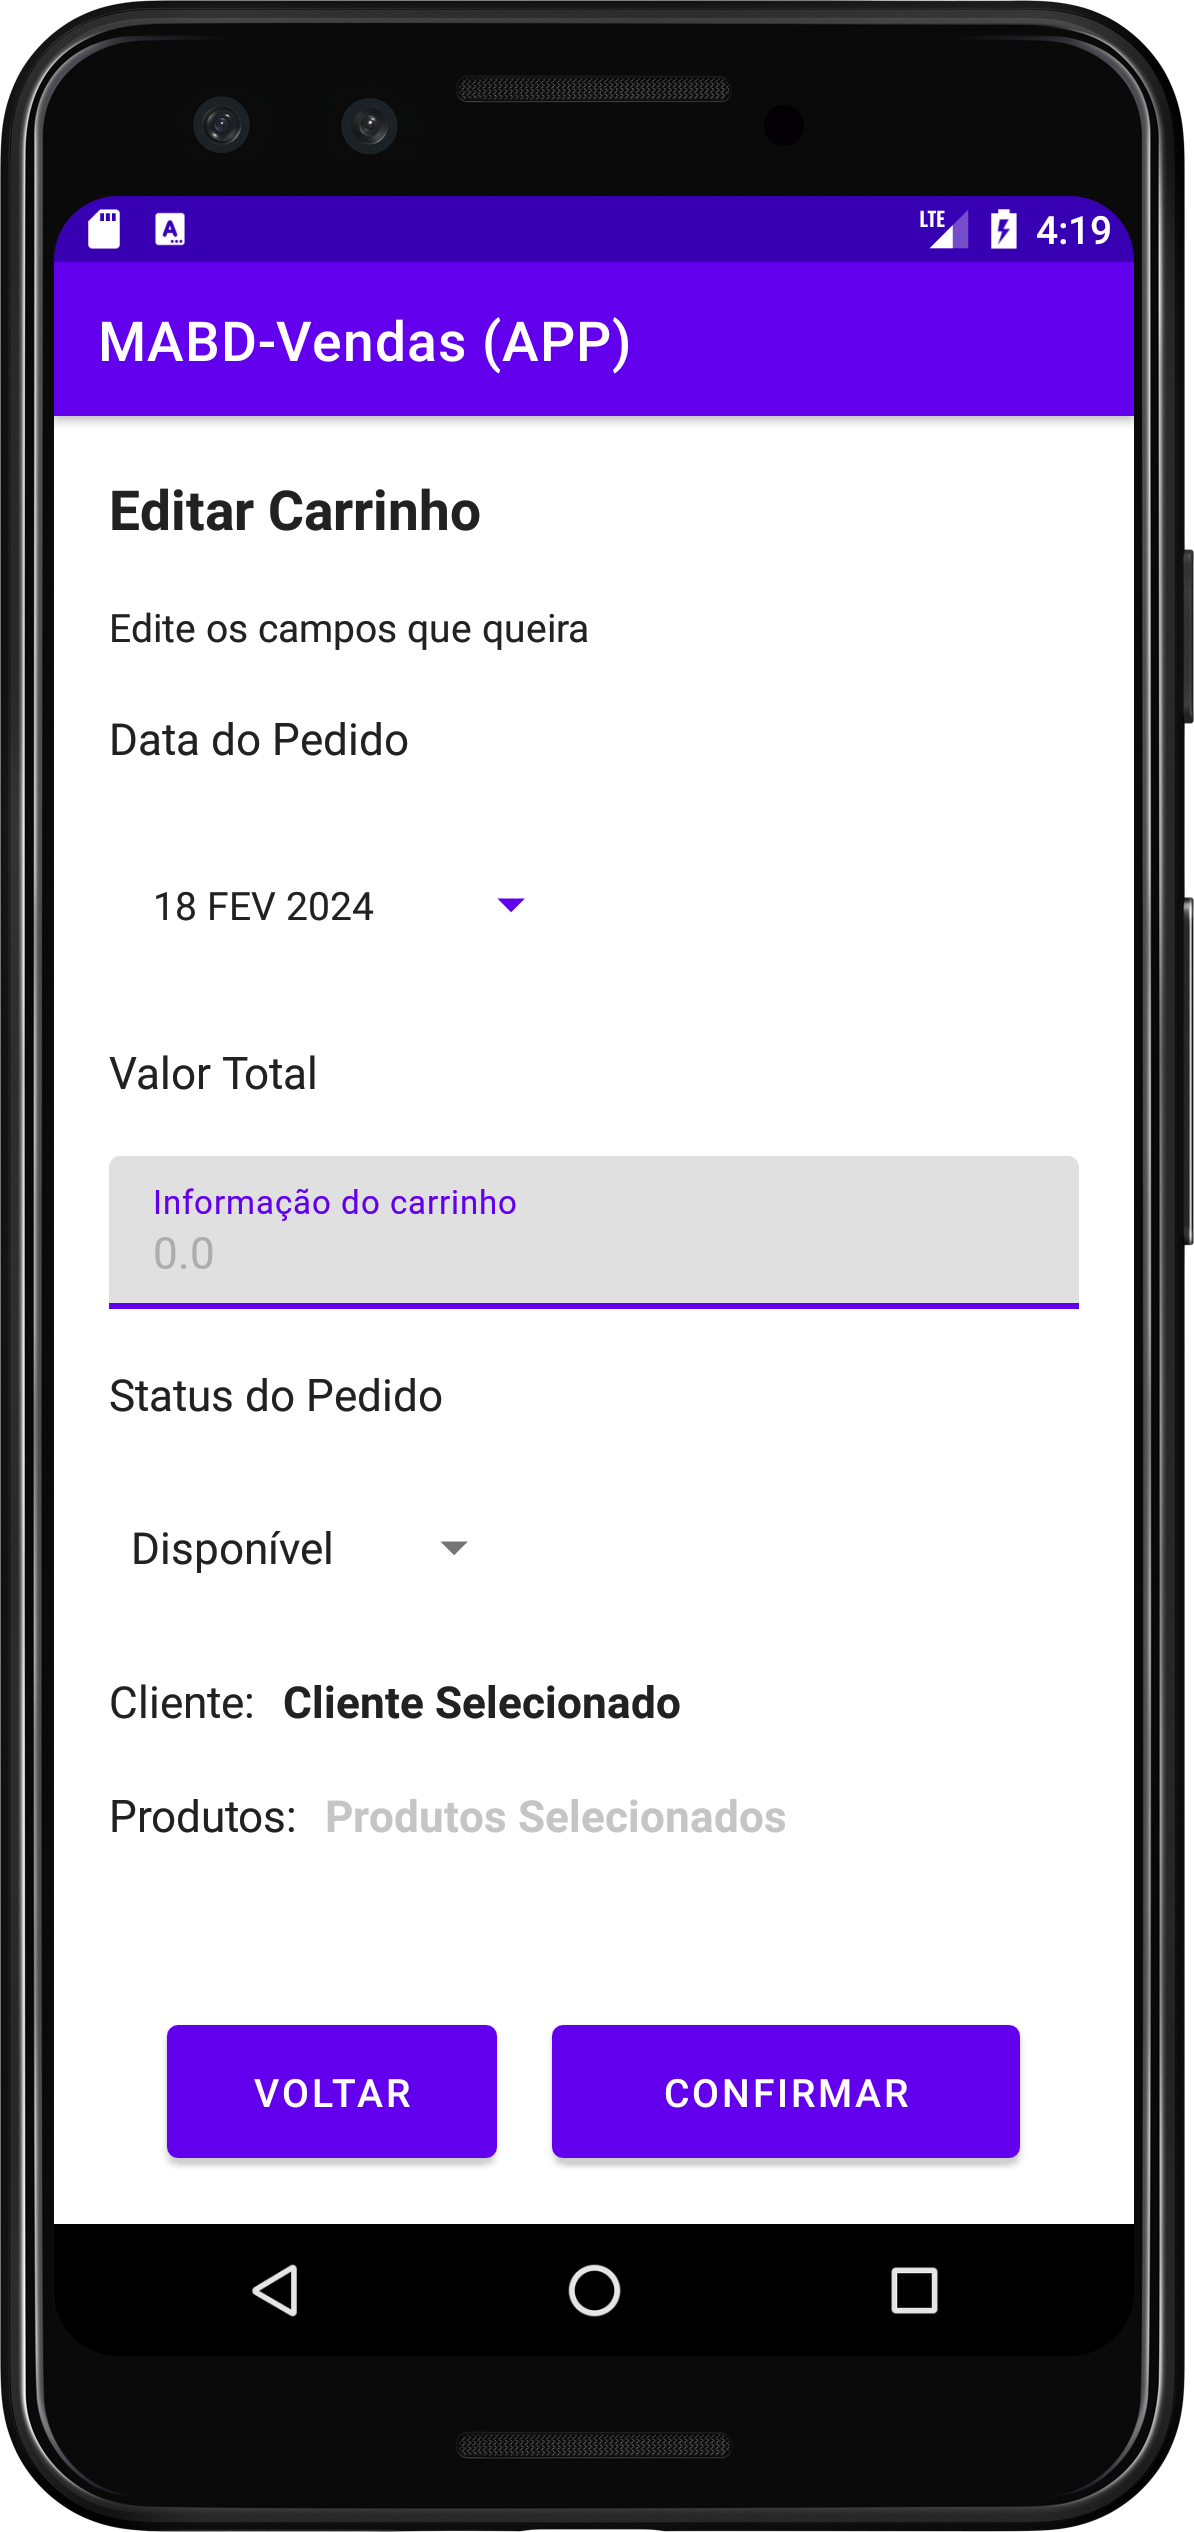 LTE 4:19
MABD-Vendas (APP)
Editar Carrinho
Edite os campos que queira
Data do Pedido
18 FEV 2024
Valor Total
Informação do carrinho
0.0
Status do Pedido
Disponível
Cliente: Cliente Selecionado
Produtos: Produtos Selecionados
VOLTAR CONFIRMAR